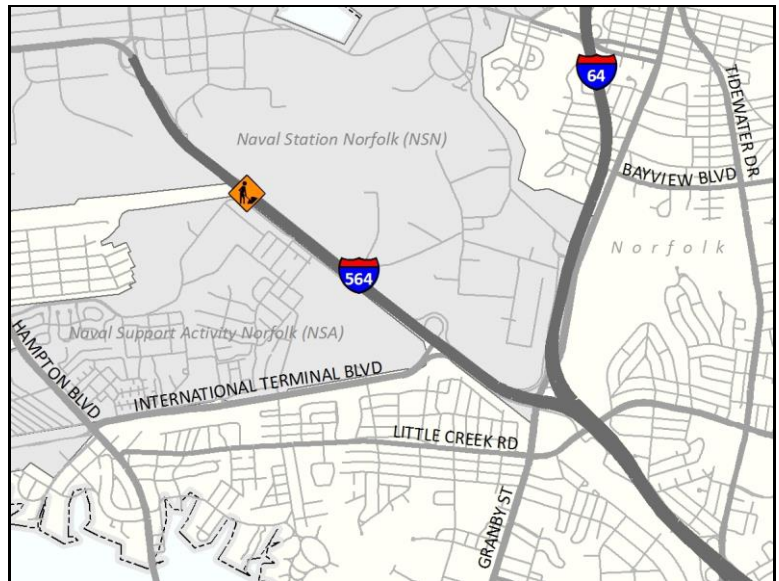 64
TIDEWATER DR
Naval Station Norfolk (NSN)
BAYVIEW BLVD
Norfolk
564
Naval Support Activity Norfolk (NSA)
HAMPTON BLVD
INTERNATIONAL TERMINAL BLVD
LITTLE CREEK RD
GRANBY ST